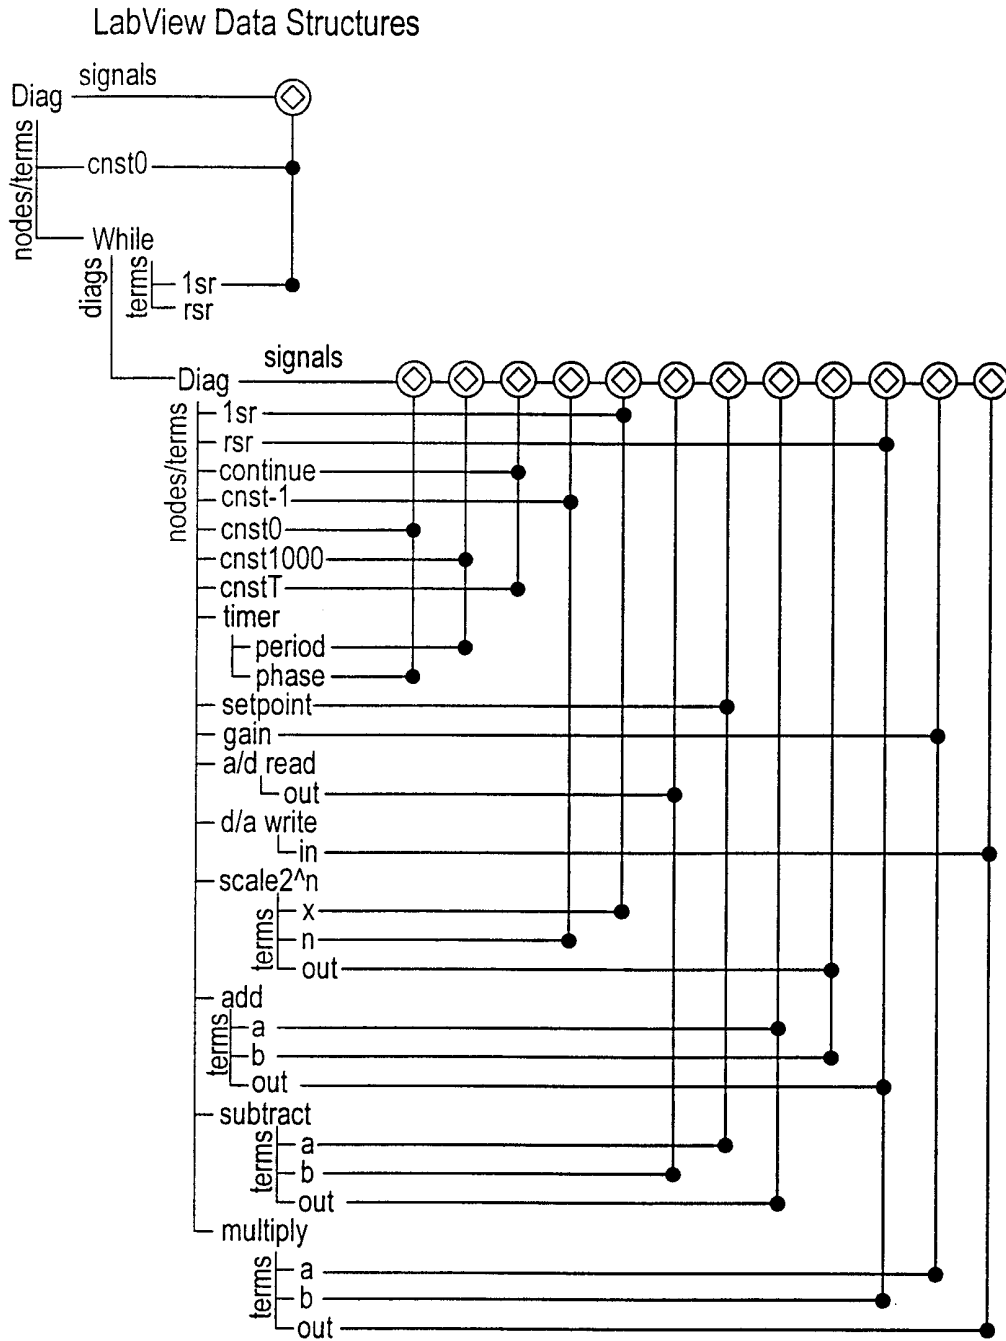 LabView Data Structures
signals
Diag
nodes/terms
cnst0
While
diags
terms
1sr
rsr
signals
Diag
nodes/terms
1sr
rsr
continue
cnst-1
cnst0
cnst1000
cnstT
timer
period
phase
setpoint
gain
a/d read
out
d/a write
in
scale2^n
terms
x
n
out
add
terms
a
b
out
subtract
terms
a
b
out
multiply
terms
a
b
out